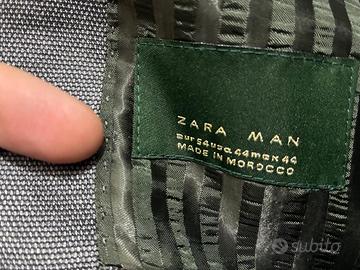 ZARA MAN
eur 54 usa 44 mex 44
MADE IN MOROCCO
subito